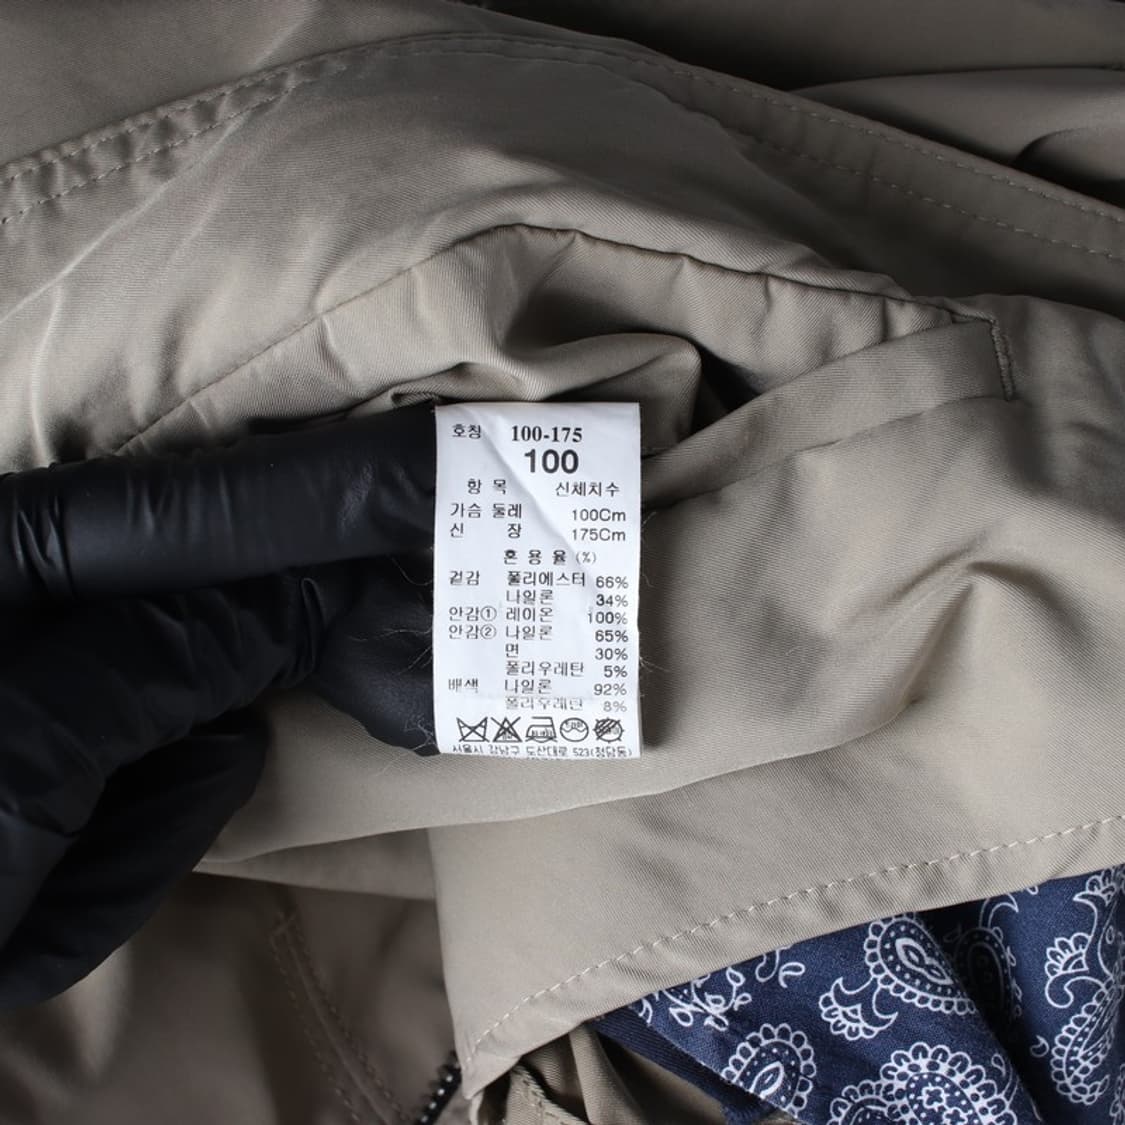 호칭 100-175
100
항 목 신체치수
가슴 둘레 100Cm
신 장 175Cm
혼 용 율 (%)
겉감 폴리에스터 66%
나일론 34%
안감① 레이온 100%
안감② 나일론 65%
면 30%
폴리우레탄 5%
배색 나일론 92%
폴리우레탄 8%
서울시 강남구 도산대로 523(청담동)